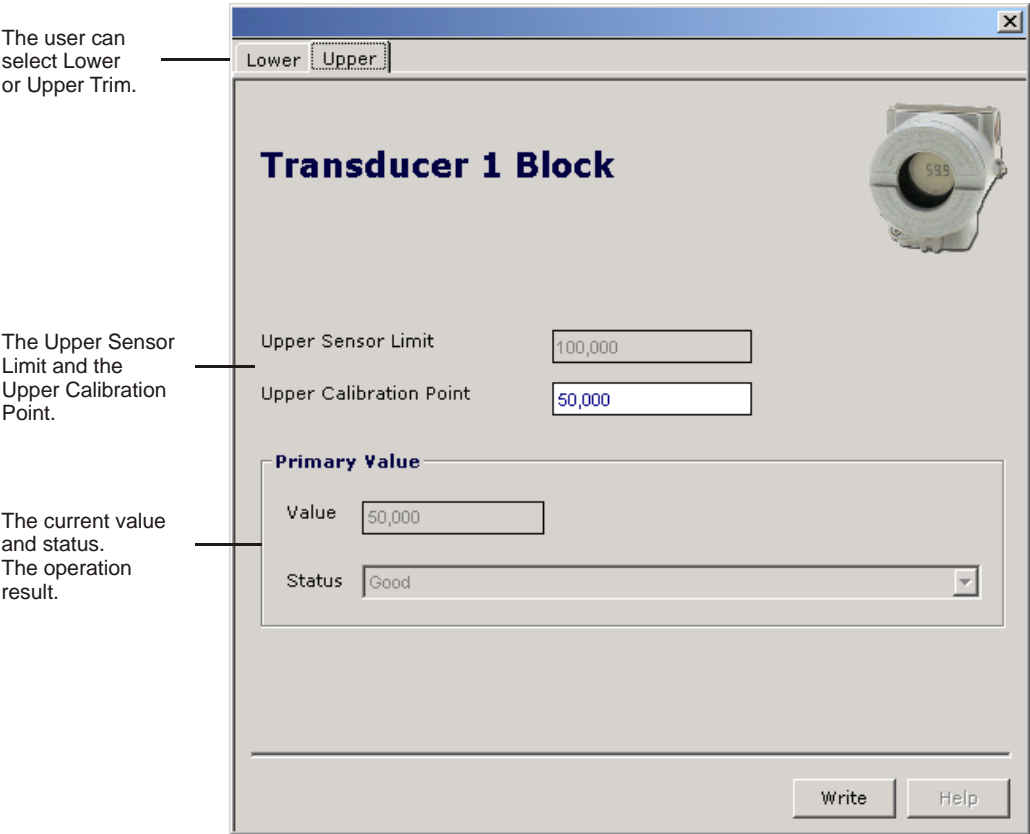 The user can
select Lower
or Upper Trim.
Lower Upper
Transducer 1 Block
59.9
The Upper Sensor
Limit and the
Upper Calibration
Point.
Upper Sensor Limit 100,000
Upper Calibration Point 50,000
Primary Value
The current value
and status.
The operation
result.
Value 50,000
Status Good
Write Help